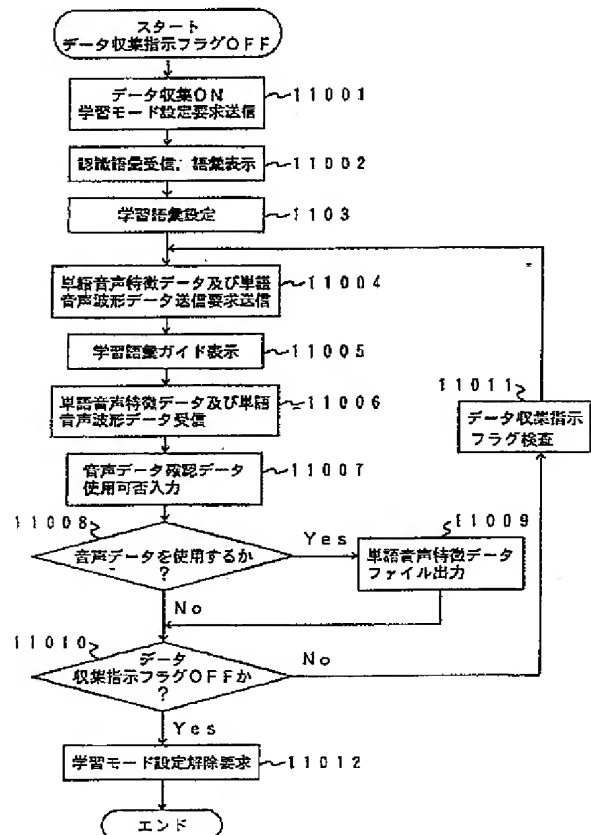 スタート
データ収集指示フラグOFF
データ収集ON
学習モード設定要求送信
11001
認識語彙受信，語彙表示
11002
学習語彙設定
1103
単語音声特徴データ及び単語
音声波形データ送信要求送信
11004
学習語彙ガイド表示
11005
単語音声特徴データ及び単語
音声波形データ受信
11006
11011
データ収集指示
フラグ検査
音声データ確認データ
使用可否入力
11007
11008
音声データを使用するか
？
Yes
11009
単語音声特徴データ
ファイル出力
No
11010
データ
収集指示フラグOFFか
？
No
Yes
学習モード設定解除要求
11012
エンド